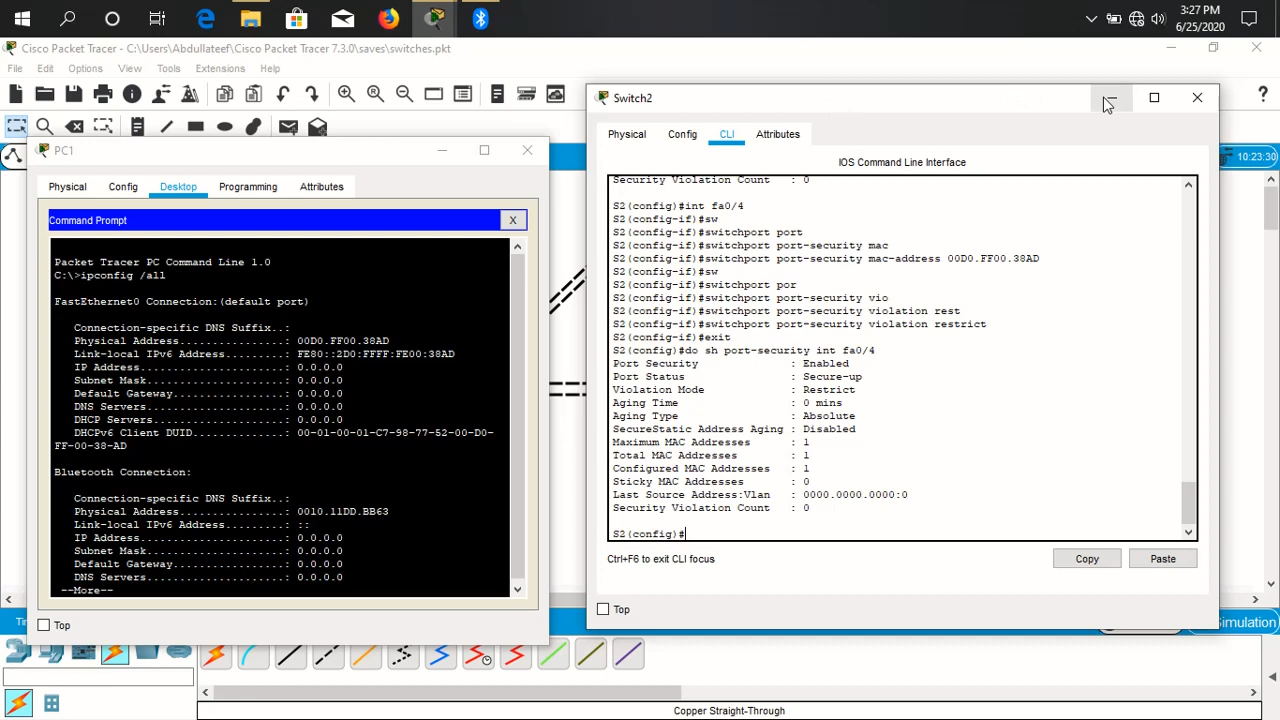 3:27 PM
6/25/2020
Cisco Packet Tracer - C:\Users\Abdullateef\Cisco Packet Tracer 7.3.0\saves\switches.pkt
File Edit Options View Tools Extensions Help
PC1
Physical Config Desktop Programming Attributes
Command Prompt X
Packet Tracer PC Command Line 1.0
C:\>ipconfig /all
FastEthernet0 Connection:(default port)
Connection-specific DNS Suffix..:
Physical Address................: 00D0.FF00.38AD
Link-local IPv6 Address.........: FE80::2D0:FFFF:FE00:38AD
IP Address......................: 0.0.0.0
Subnet Mask.....................: 0.0.0.0
Default Gateway.................: 0.0.0.0
DNS Servers.....................: 0.0.0.0
DHCP Servers....................: 0.0.0.0
DHCPv6 Client DUID..............: 00-01-00-01-C7-98-77-52-00-D0-
FF-00-38-AD
Bluetooth Connection:
Connection-specific DNS Suffix..:
Physical Address................: 0010.11DD.BB63
Link-local IPv6 Address.........: ::
IP Address......................: 0.0.0.0
Subnet Mask.....................: 0.0.0.0
Default Gateway.................: 0.0.0.0
DNS Servers.....................: 0.0.0.0
--More--
Top
Switch2
Physical Config CLI Attributes
IOS Command Line Interface
Security Violation Count : 0
S2(config)#int fa0/4
S2(config-if)#sw
S2(config-if)#switchport port
S2(config-if)#switchport port-security mac
S2(config-if)#switchport port-security mac-address 00D0.FF00.38AD
S2(config-if)#sw
S2(config-if)#switchport por
S2(config-if)#switchport port-security vio
S2(config-if)#switchport port-security violation rest
S2(config-if)#switchport port-security violation restrict
S2(config-if)#exit
S2(config)#do sh port-security int fa0/4
Port Security : Enabled
Port Status : Secure-up
Violation Mode : Restrict
Aging Time : 0 mins
Aging Type : Absolute
SecureStatic Address Aging : Disabled
Maximum MAC Addresses : 1
Total MAC Addresses : 1
Configured MAC Addresses : 1
Sticky MAC Addresses : 0
Last Source Address:Vlan : 0000.0000.0000:0
Security Violation Count : 0
S2(config)#
Ctrl+F6 to exit CLI focus
Copy Paste
Top
10:23:30
Simulation
Copper Straight-Through